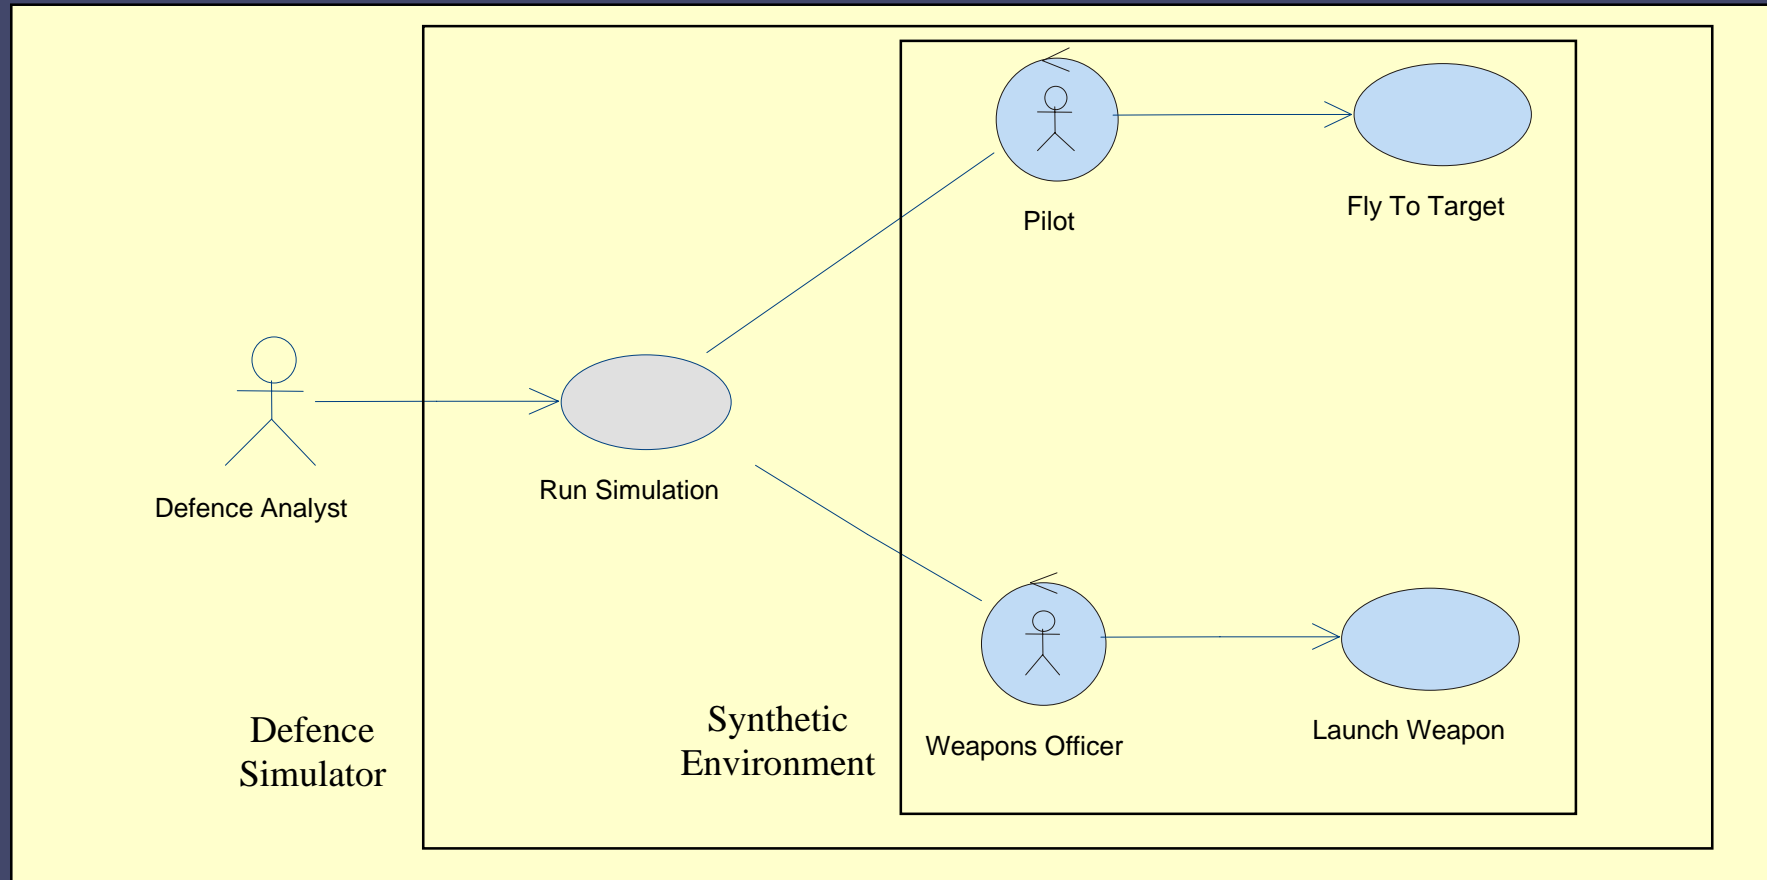 Pilot
Fly To Target
Defence Analyst
Run Simulation
Defence
Simulator
Synthetic
Environment
Weapons Officer
Launch Weapon